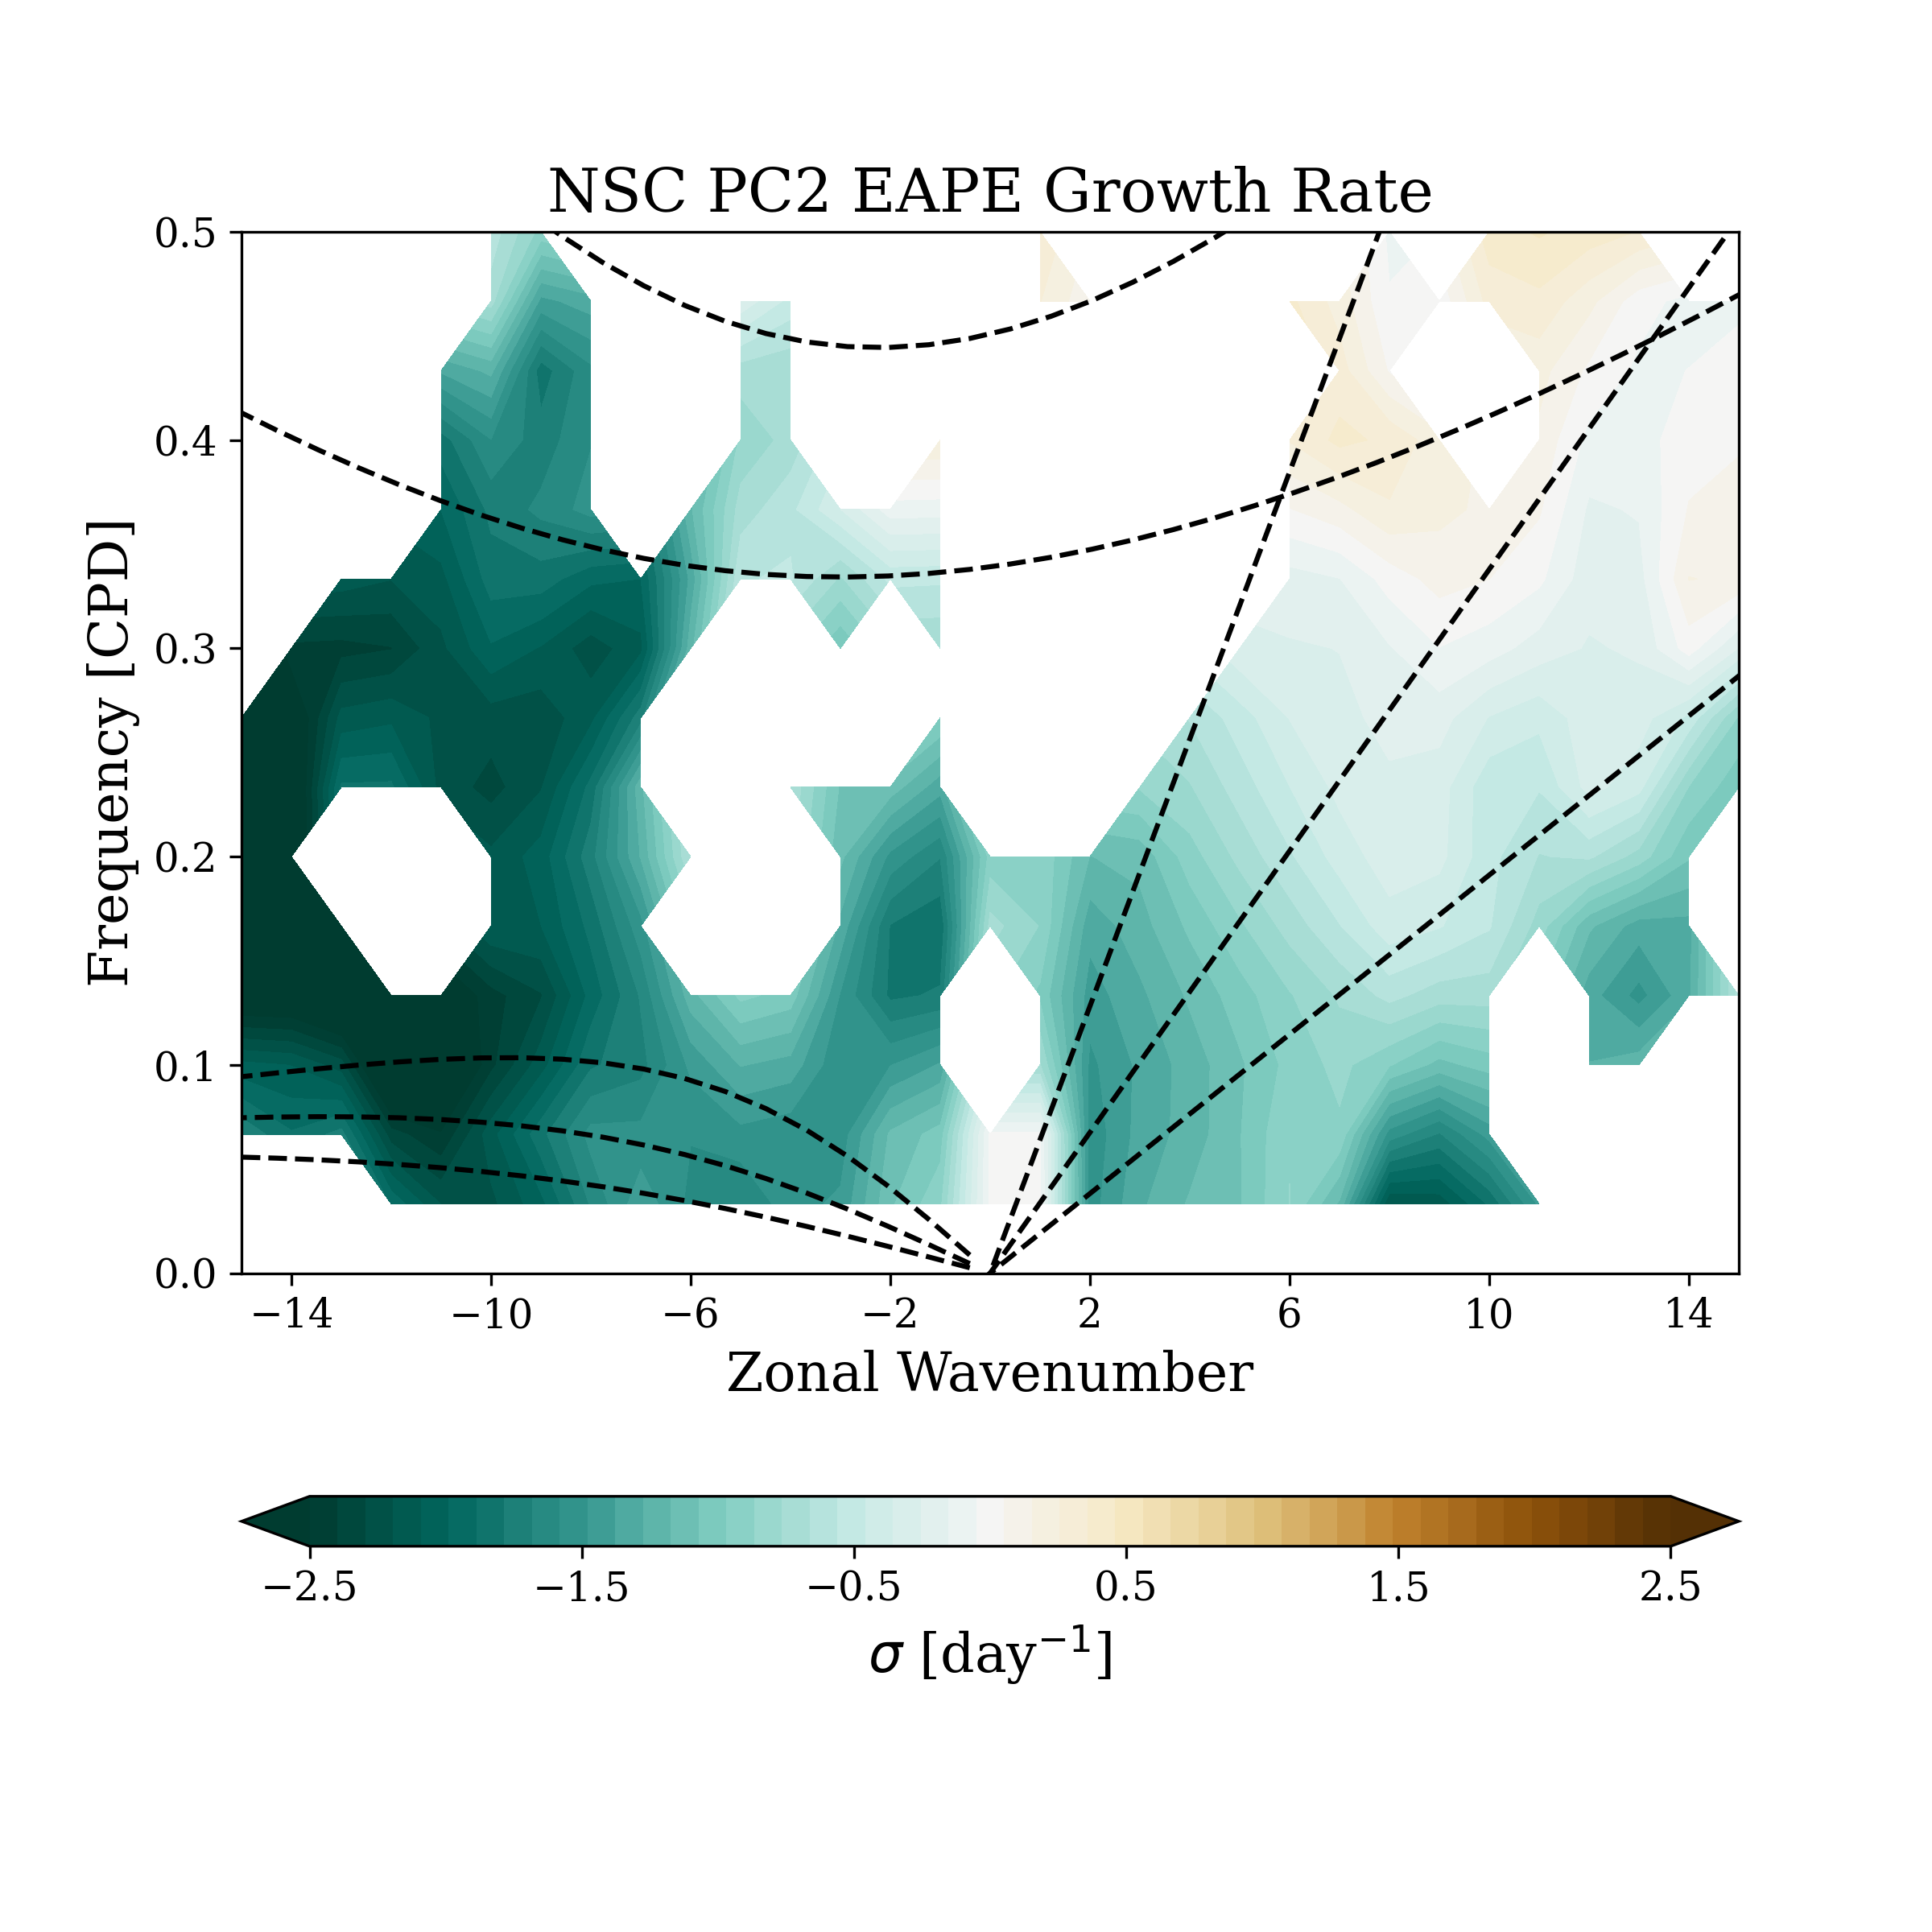 NSC PC2 EAPE Growth Rate
0.5
0.4
0.3
0.2
0.1
0.0
Frequency [CPD]
−14 −10 −6 −2 2 6 10 14
Zonal Wavenumber
−2.5 −1.5 −0.5 0.5 1.5 2.5
σ [day⁻¹]